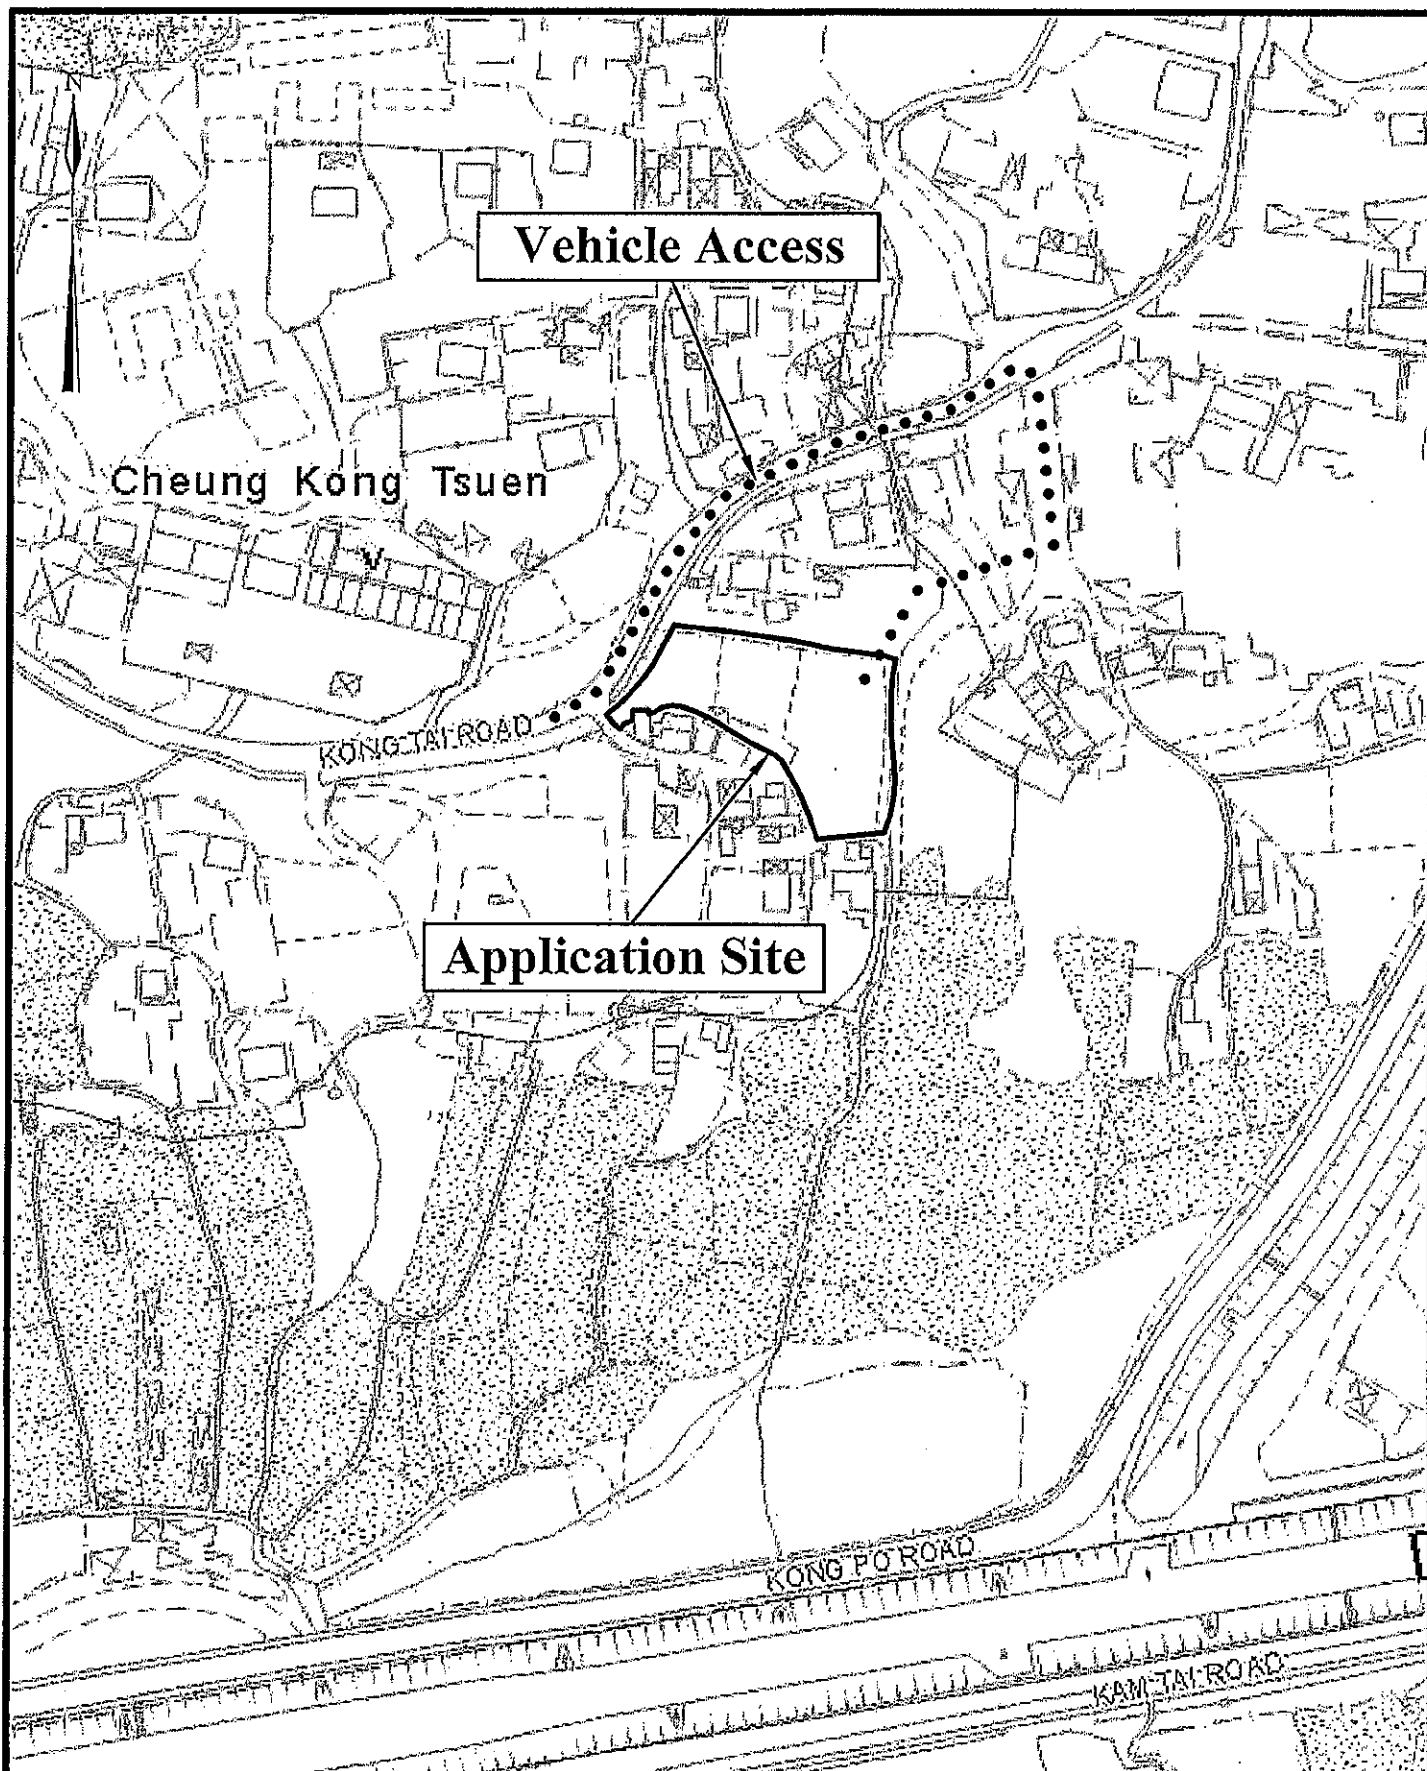 N
Vehicle Access
Cheung Kong Tsuen
V
KONG TAI ROAD
Application Site
KONG PO ROAD
KAM TAI ROAD